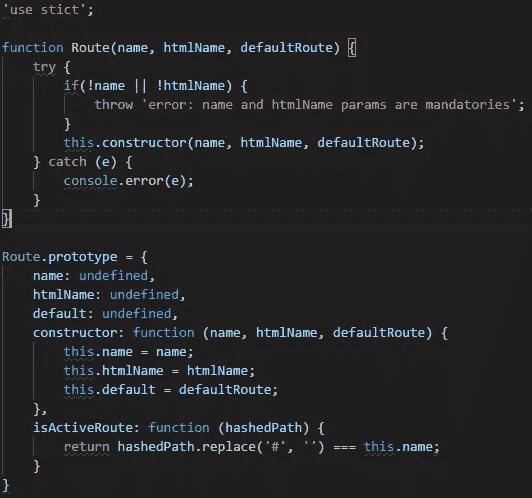 'use stict';
function Route(name, htmlName, defaultRoute) {
try {
if(!name || !htmlName) {
throw 'error: name and htmlName params are mandatories';
}
this.constructor(name, htmlName, defaultRoute);
} catch (e) {
console.error(e);
}
}
Route.prototype = {
name: undefined,
htmlName: undefined,
default: undefined,
constructor: function (name, htmlName, defaultRoute) {
this.name = name;
this.htmlName = htmlName;
this.default = defaultRoute;
},
isActiveRoute: function (hashedPath) {
return hashedPath.replace('#', '') === this.name;
}
}